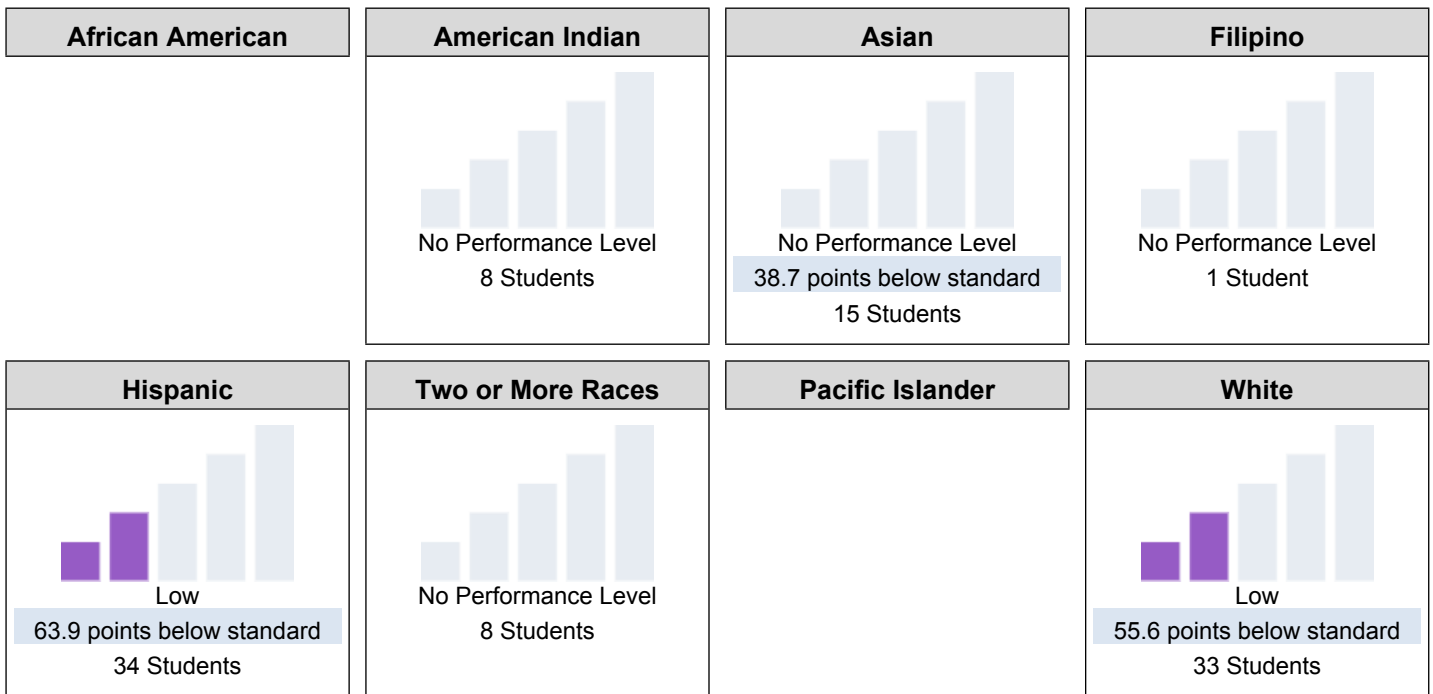 African American
American Indian
No Performance Level
8 Students
Asian
No Performance Level
38.7 points below standard
15 Students
Filipino
No Performance Level
1 Student
Hispanic
Low
63.9 points below standard
34 Students
Two or More Races
No Performance Level
8 Students
Pacific Islander
White
Low
55.6 points below standard
33 Students